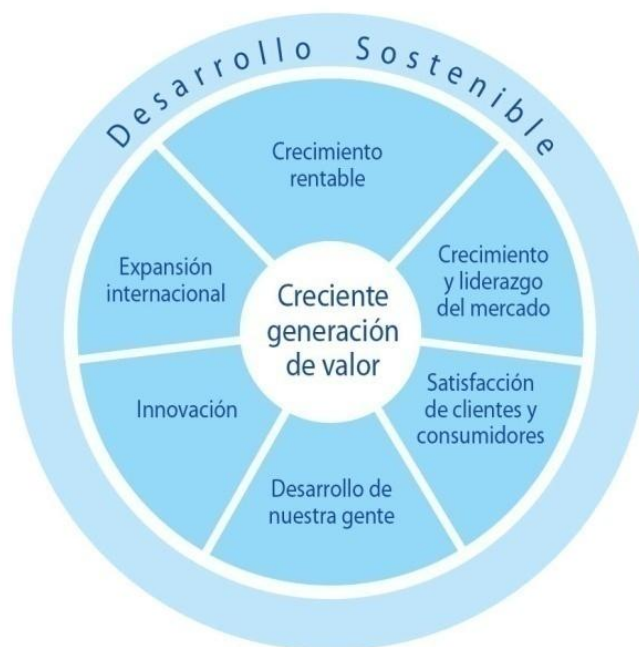 Desarrollo Sostenible
Crecimiento
rentable
Crecimiento
y liderazgo
del mercado
Satisfacción
de clientes y
consumidores
Desarrollo de
nuestra gente
Innovación
Expansión
internacional
Creciente
generación
de valor